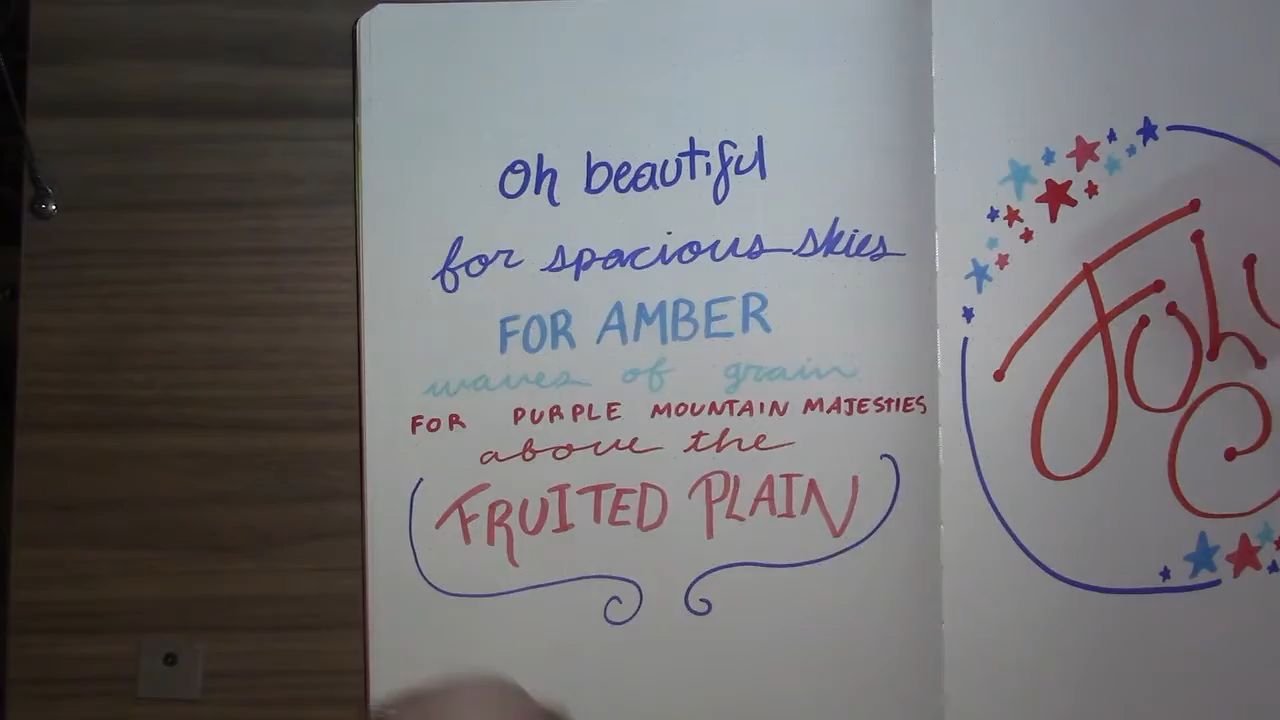 Oh beautiful
for spacious skies
FOR AMBER
waves of grain
FOR PURPLE MOUNTAIN MAJESTIES
above the
FRUITED PLAIN